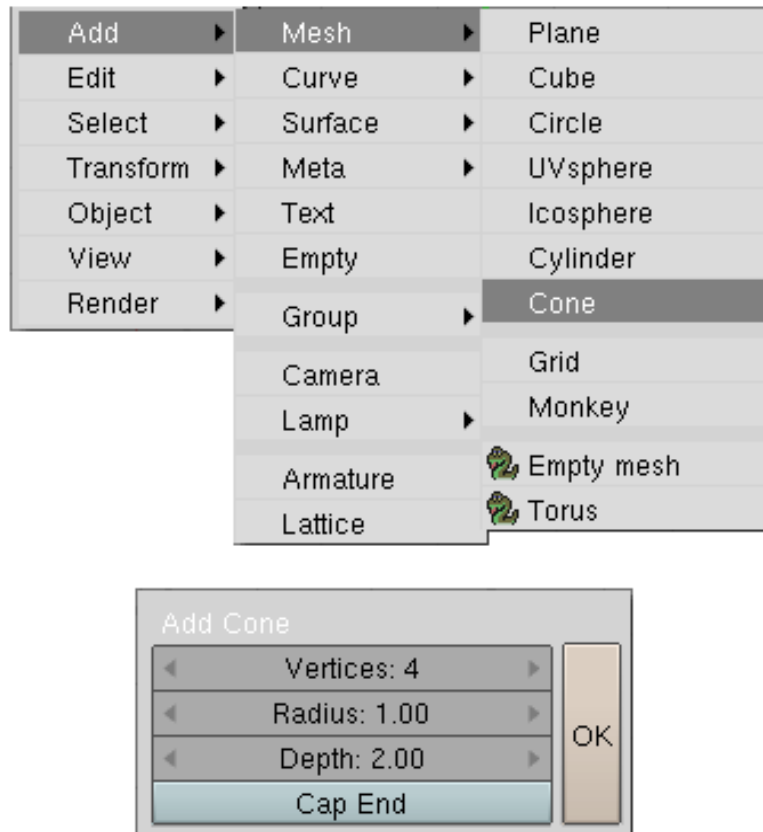 Add
Edit
Select
Transform
Object
View
Render
Mesh
Curve
Surface
Meta
Text
Empty
Group
Camera
Lamp
Armature
Lattice
Plane
Cube
Circle
UVsphere
Icosphere
Cylinder
Cone
Grid
Monkey
Empty mesh
Torus
Add Cone
Vertices: 4
Radius: 1.00
Depth: 2.00
Cap End
OK